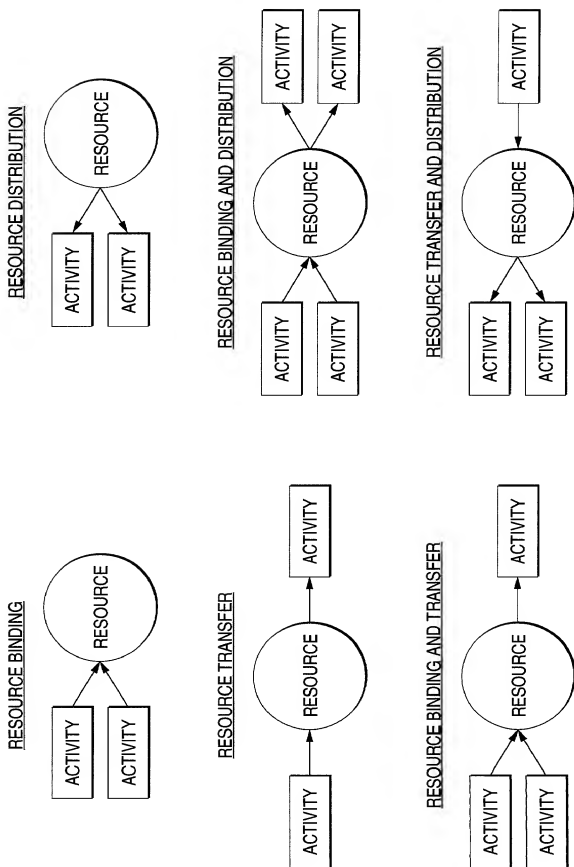 RESOURCE BINDING
ACTIVITY
RESOURCE
ACTIVITY
RESOURCE DISTRIBUTION
ACTIVITY
RESOURCE
ACTIVITY
RESOURCE TRANSFER
ACTIVITY
RESOURCE
ACTIVITY
RESOURCE BINDING AND DISTRIBUTION
ACTIVITY
ACTIVITY
RESOURCE
ACTIVITY
ACTIVITY
RESOURCE BINDING AND TRANSFER
ACTIVITY
ACTIVITY
RESOURCE
ACTIVITY
RESOURCE TRANSFER AND DISTRIBUTION
ACTIVITY
ACTIVITY
RESOURCE
ACTIVITY